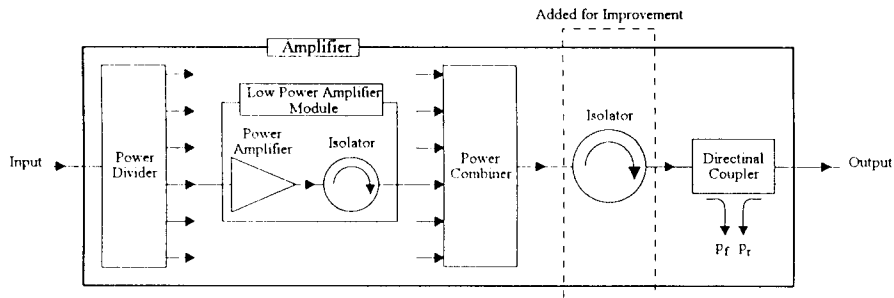 Added for Improvement
Amplifier
Low Power Amplifier
Module
Isolator
Power
Amplifier
Isolator
Input
Power
Divider
Power
Combiner
Directinal
Coupler
Output
Pf Pr